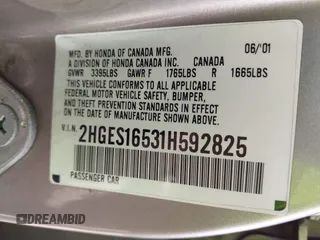 MFD. BY HONDA OF CANADA MFG. 06/01
A DIVISION OF HONDA CANADA INC. CANADA
GVWR 3395LBS GAWR F 1765LBS R 1665LBS
THIS VEHICLE CONFORMS TO ALL APPLICABLE
FEDERAL MOTOR VEHICLE SAFETY, BUMPER,
AND THEFT PREVENTION STANDARDS IN
EFFECT ON THE DATE OF MANUFACTURE
SHOWN ABOVE.
V.I.N. 2HGES16531H592825
PASSENGER CAR
DREAMBID